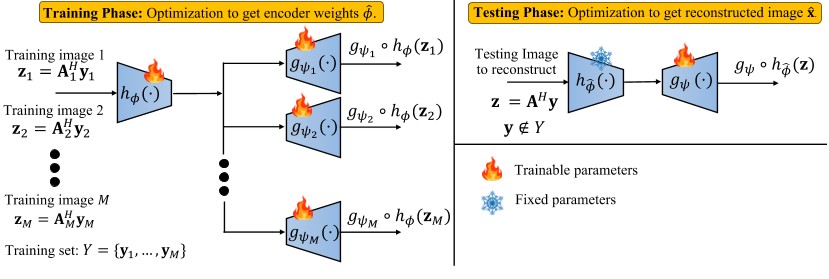 Training Phase: Optimization to get encoder weights $\hat{\phi}$.
Training image 1
$\mathbf{z}_1 = \mathbf{A}_1^H \mathbf{y}_1$
Training image 2
$\mathbf{z}_2 = \mathbf{A}_2^H \mathbf{y}_2$
Training image $M$
$\mathbf{z}_M = \mathbf{A}_M^H \mathbf{y}_M$
Training set: $Y = \{\mathbf{y}_1, \ldots, \mathbf{y}_M\}$
$h_\phi(\cdot)$
$g_{\psi_1}(\cdot)$
$g_{\psi_1} \circ h_\phi(\mathbf{z}_1)$
$g_{\psi_2}(\cdot)$
$g_{\psi_2} \circ h_\phi(\mathbf{z}_2)$
$g_{\psi_M}(\cdot)$
$g_{\psi_M} \circ h_\phi(\mathbf{z}_M)$
Testing Phase: Optimization to get reconstructed image $\hat{\mathbf{x}}$.
Testing Image
to reconstruct
$\mathbf{z} = \mathbf{A}^H \mathbf{y}$
$\mathbf{y} \notin Y$
$h_{\hat{\phi}}(\cdot)$
$g_\psi(\cdot)$
$g_\psi \circ h_{\hat{\phi}}(\mathbf{z})$
Trainable parameters
Fixed parameters